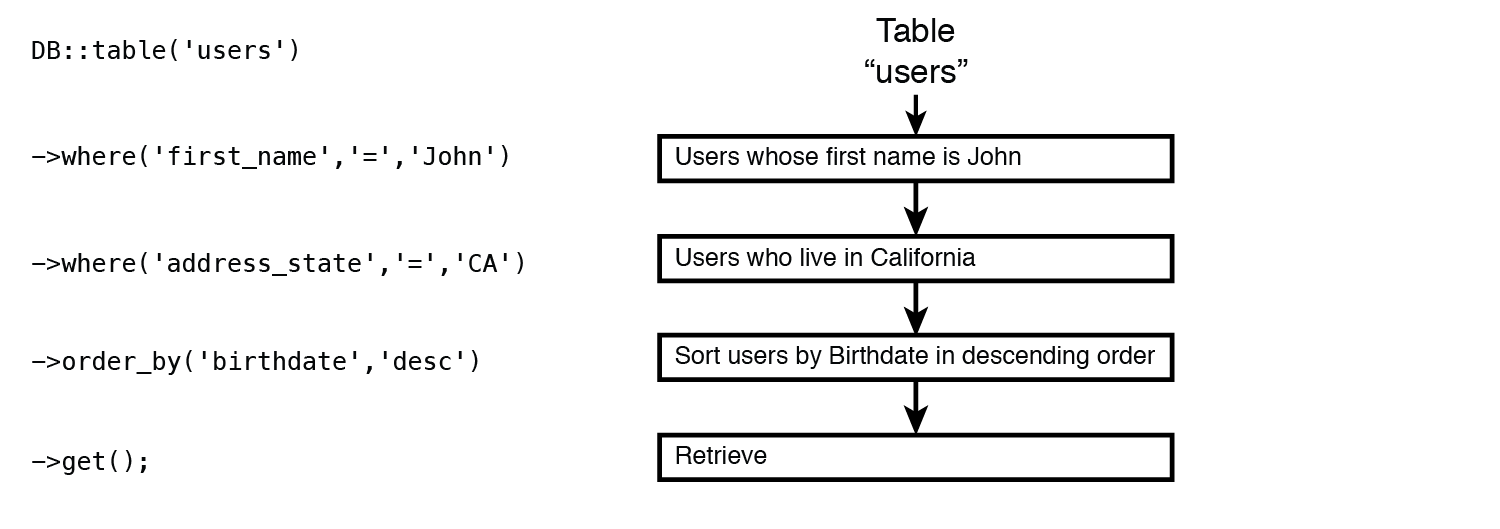 DB::table('users')
->where('first_name','=','John')
->where('address_state','=','CA')
->order_by('birthdate','desc')
->get();
Table
“users”
Users whose first name is John
Users who live in California
Sort users by Birthdate in descending order
Retrieve